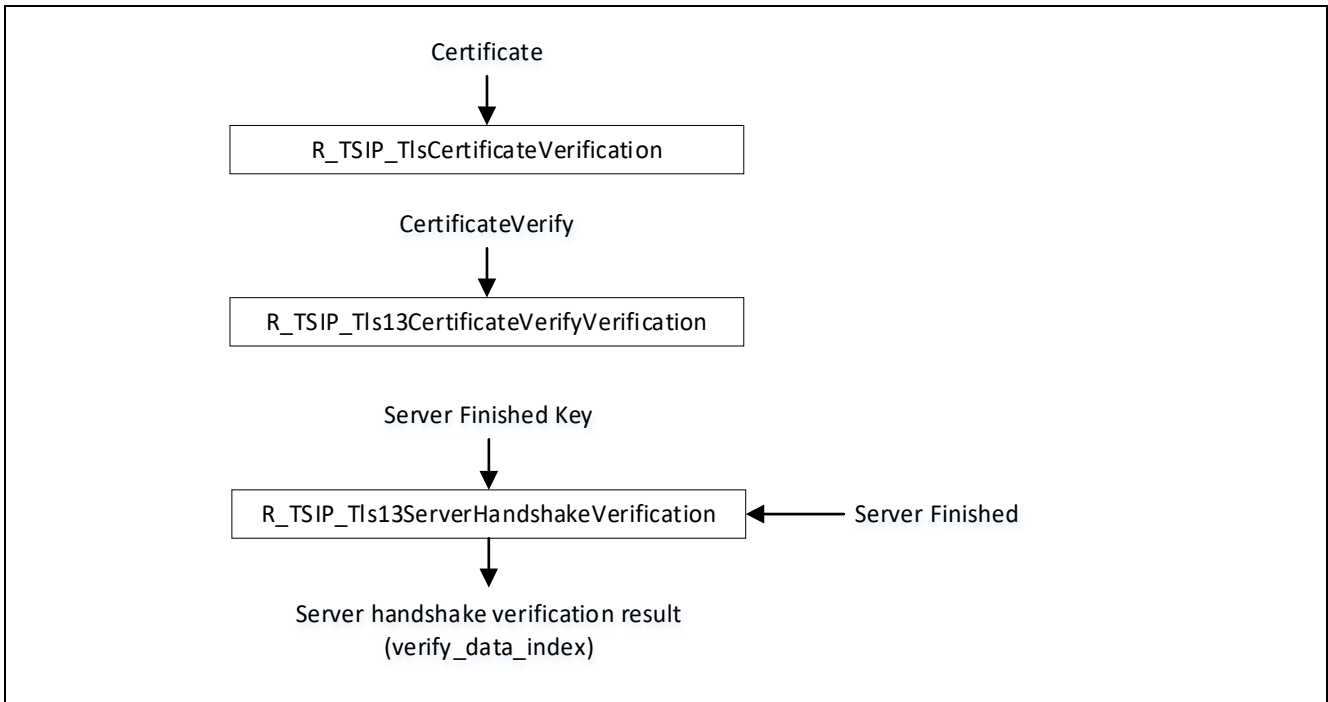 Certificate
R_TSIP_TlsCertificateVerification
CertificateVerify
R_TSIP_Tls13CertificateVerifyVerification
Server Finished Key
R_TSIP_Tls13ServerHandshakeVerification
Server Finished
Server handshake verification result
(verify_data_index)